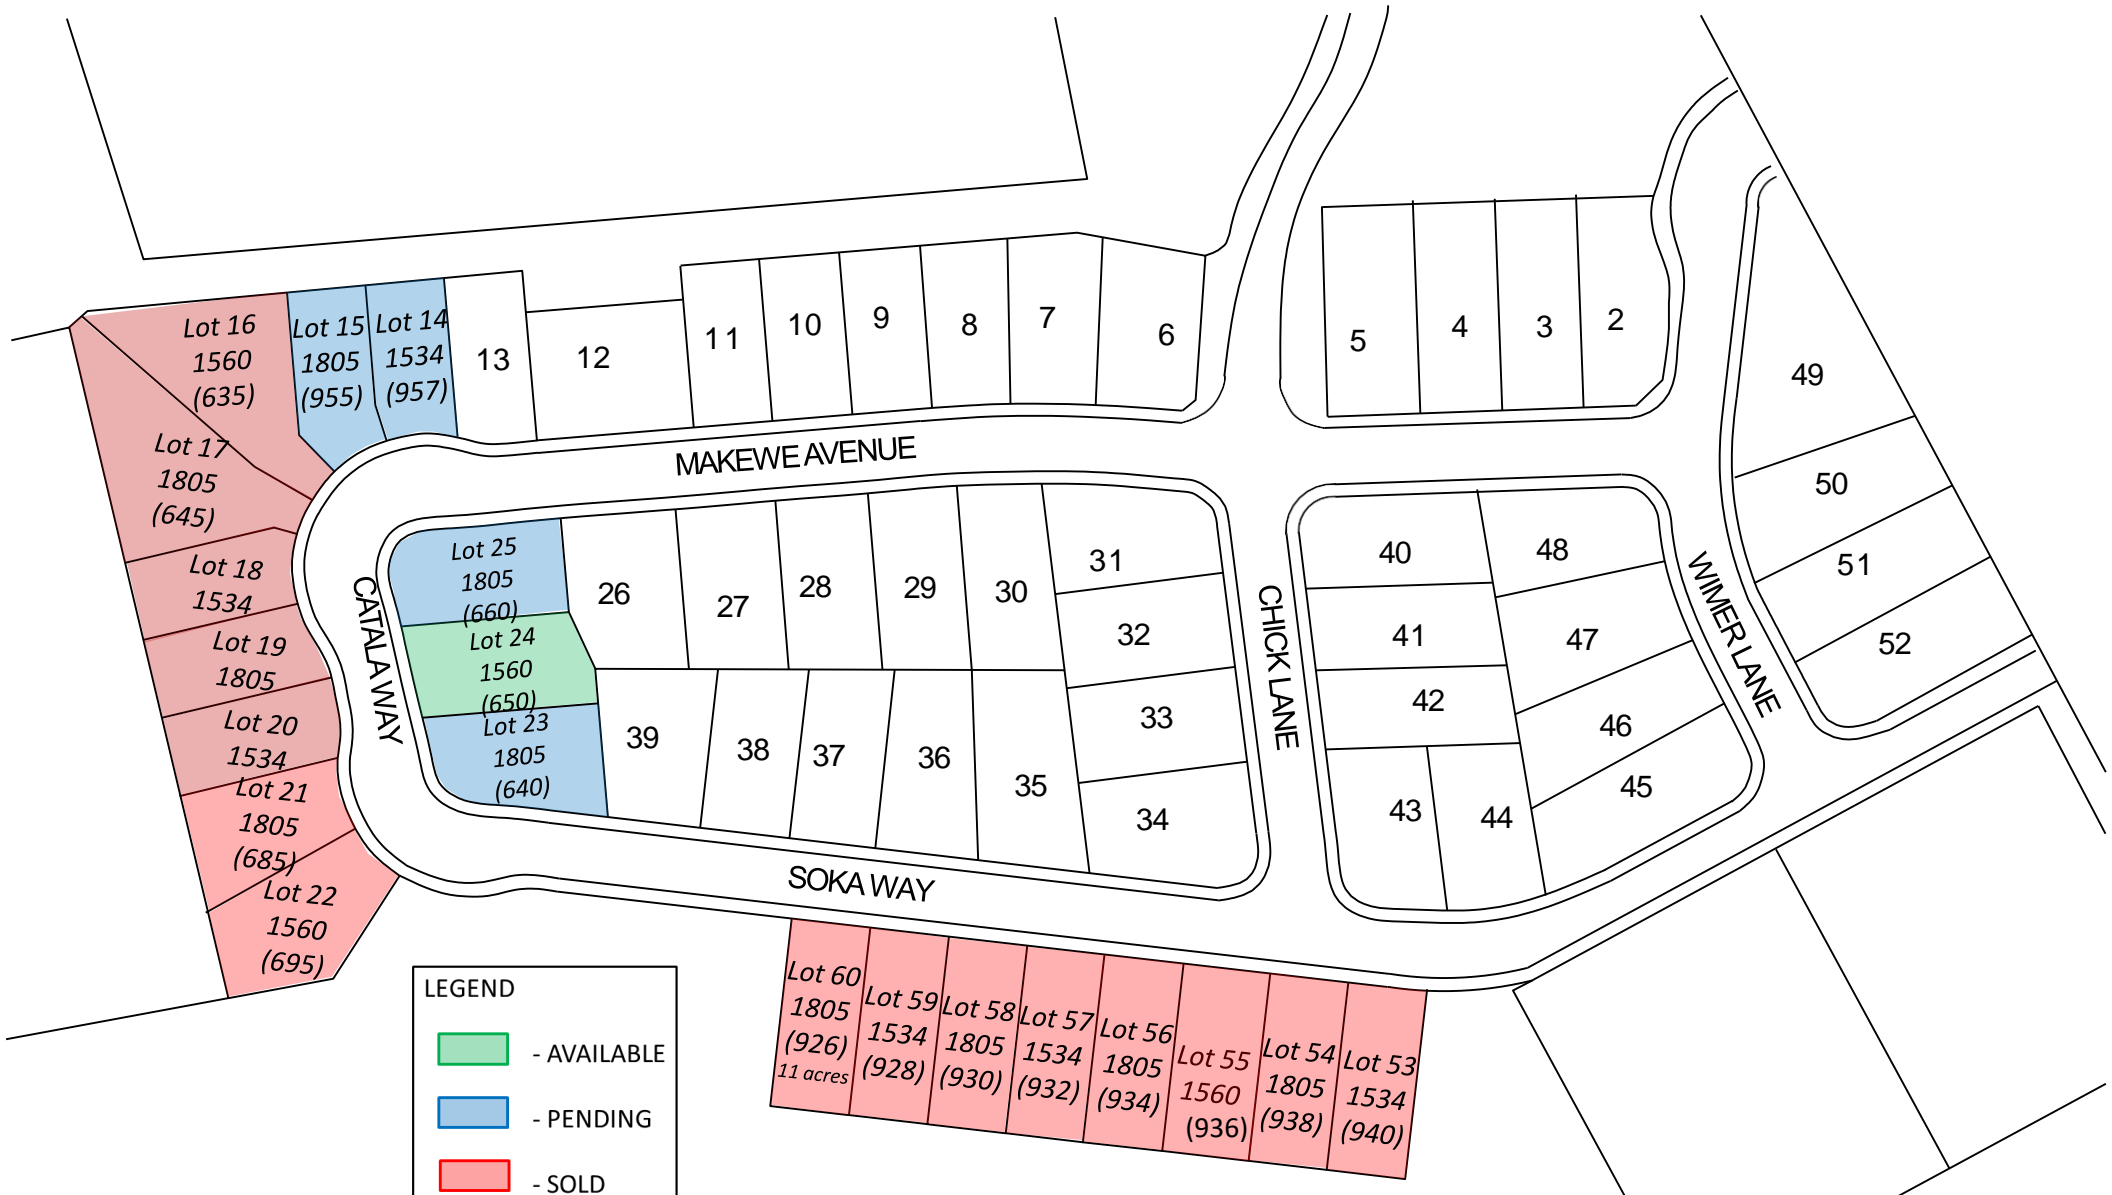 Lot 16
1560
(635)
Lot 15
1805
(955)
Lot 14
1534
(957)
13
12
11
10
9
8
7
6
5
4
3
2
49
50
51
52
Lot 17
1805
(645)
Lot 18
1534
Lot 19
1805
Lot 20
1534
Lot 21
1805
(685)
Lot 22
1560
(695)
MAKEWE AVENUE
CATALA WAY
Lot 25
1805
(660)
Lot 24
1560
(650)
Lot 23
1805
(640)
26
27
28
29
30
31
32
33
34
39
38
37
36
35
CHICK LANE
40
48
41
47
42
46
43
44
45
WIMER LANE
SOKA WAY
Lot 60
1805
(926)
11 acres
Lot 59
1534
(928)
Lot 58
1805
(930)
Lot 57
1534
(932)
Lot 56
1805
(934)
Lot 55
1560
(936)
Lot 54
1805
(938)
Lot 53
1534
(940)
LEGEND
- AVAILABLE
- PENDING
- SOLD